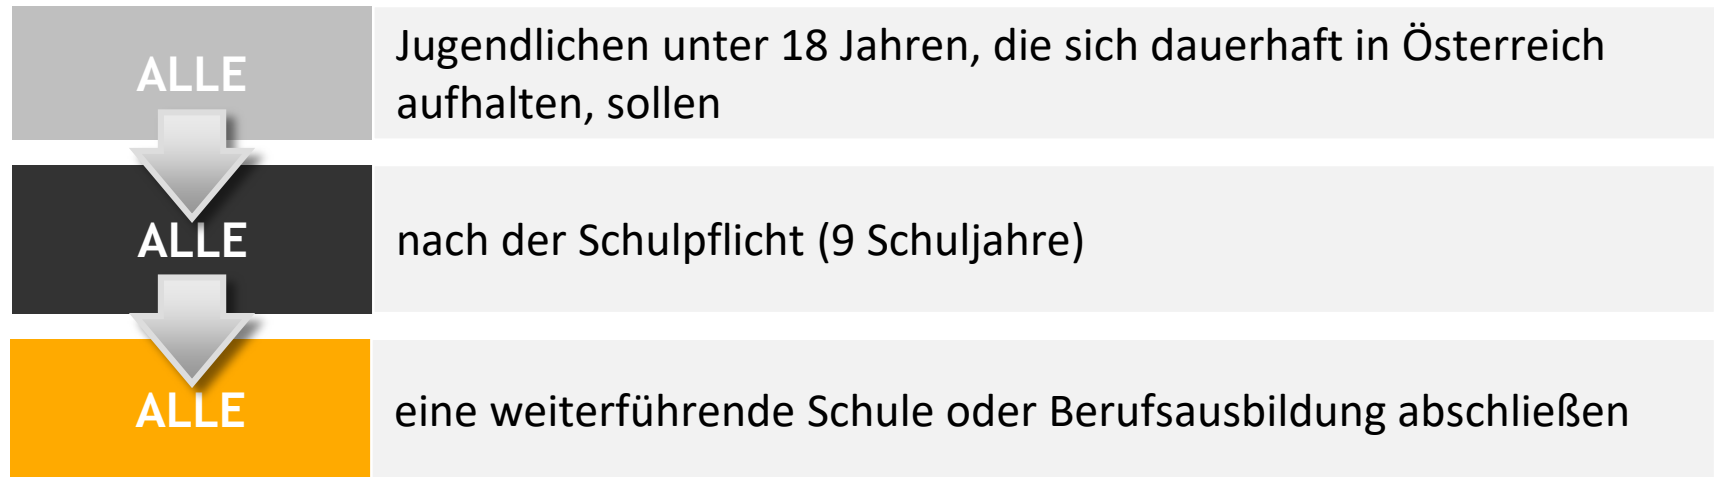 ALLE
Jugendlichen unter 18 Jahren, die sich dauerhaft in Österreich
aufhalten, sollen
ALLE
nach der Schulpflicht (9 Schuljahre)
ALLE
eine weiterführende Schule oder Berufsausbildung abschließen